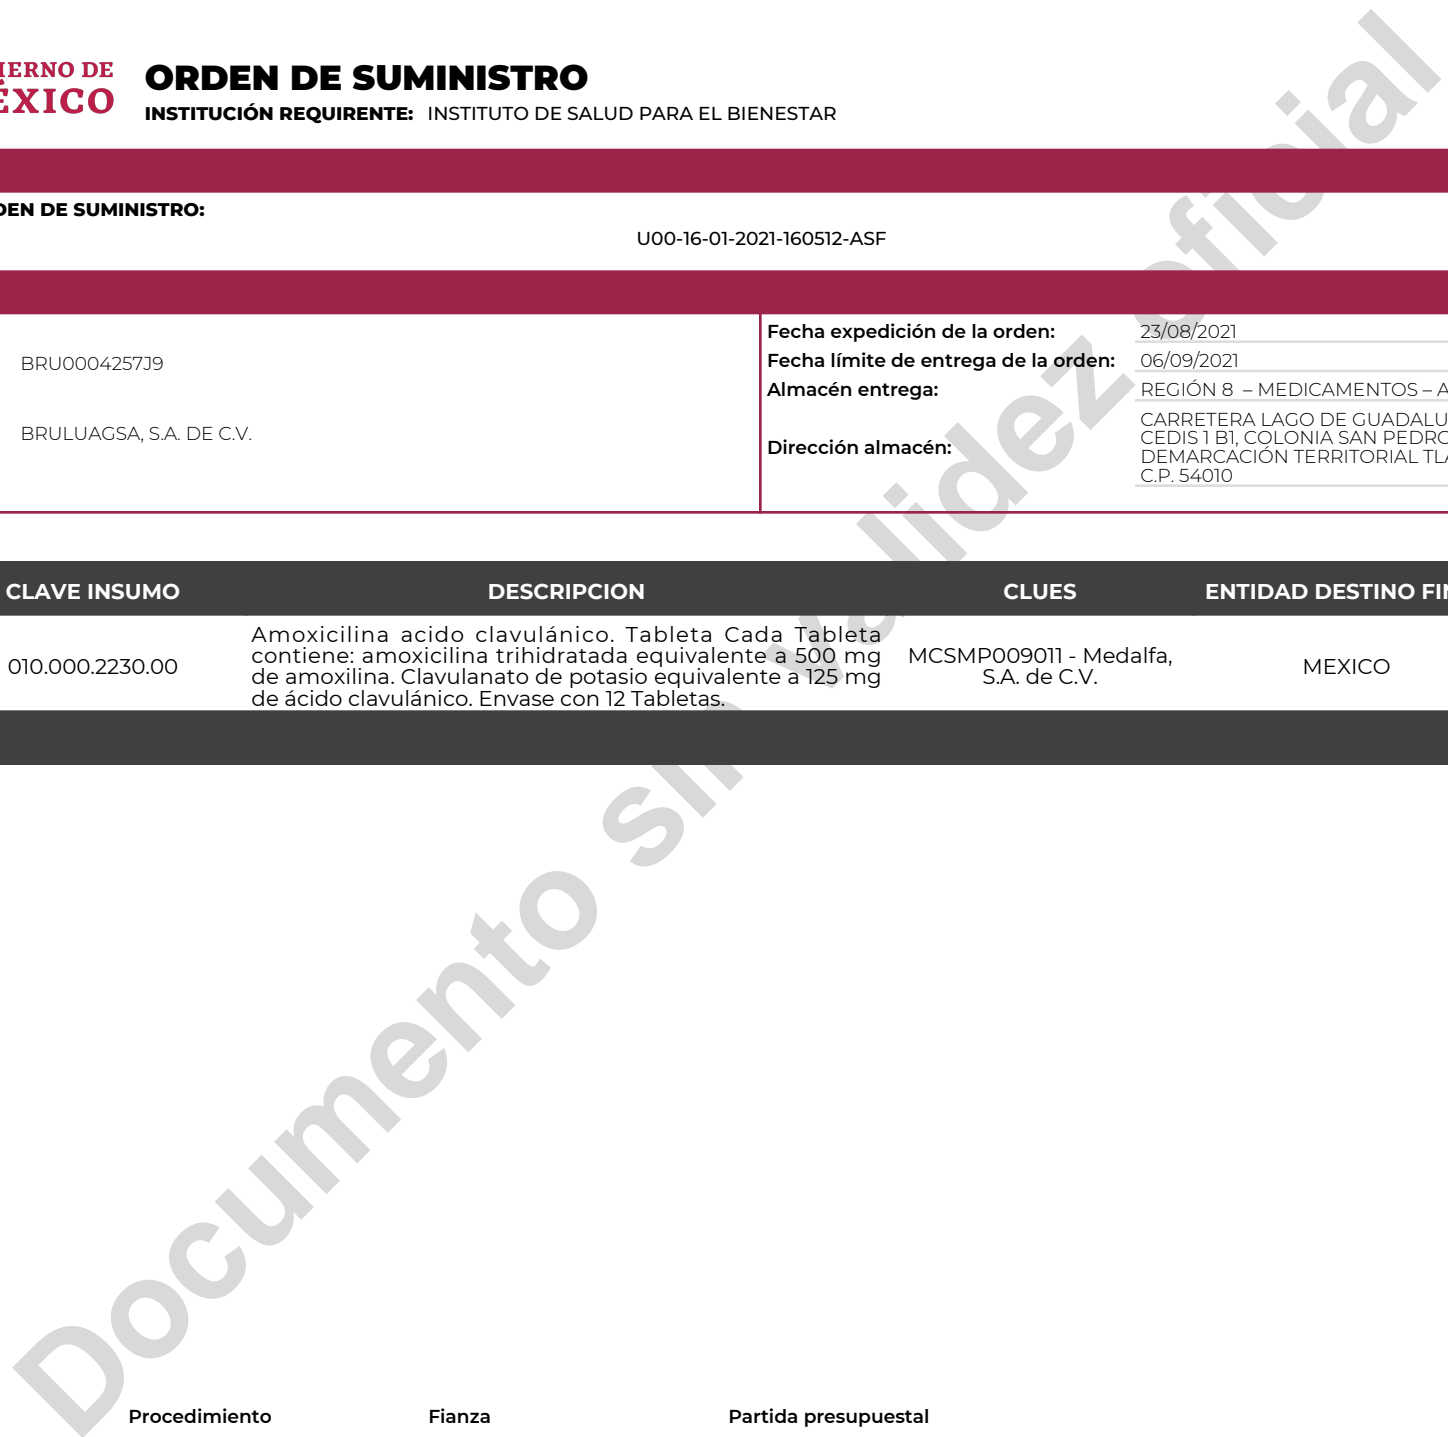 IERNO DE
ÉXICO
ORDEN DE SUMINISTRO
INSTITUCIÓN REQUIRENTE: INSTITUTO DE SALUD PARA EL BIENESTAR
DEN DE SUMINISTRO:
U00-16-01-2021-160512-ASF
BRU0004257J9
BRULUAGSA, S.A. DE C.V.
Fecha expedición de la orden: 23/08/2021
Fecha límite de entrega de la orden: 06/09/2021
Almacén entrega: REGIÓN 8 – MEDICAMENTOS – A
Dirección almacén:
CARRETERA LAGO DE GUADALU
CEDIS 1 B1, COLONIA SAN PEDRO
DEMARCACIÓN TERRITORIAL TLA
C.P. 54010
CLAVE INSUMO DESCRIPCION CLUES ENTIDAD DESTINO FIN
010.000.2230.00
Amoxicilina acido clavulánico. Tableta Cada Tableta
contiene: amoxicilina trihidratada equivalente a 500 mg
de amoxilina. Clavulanato de potasio equivalente a 125 mg
de ácido clavulánico. Envase con 12 Tabletas.
MCSMP009011 - Medalfa,
S.A. de C.V.
MEXICO
Documento sin validez oficial
Procedimiento Fianza Partida presupuestal